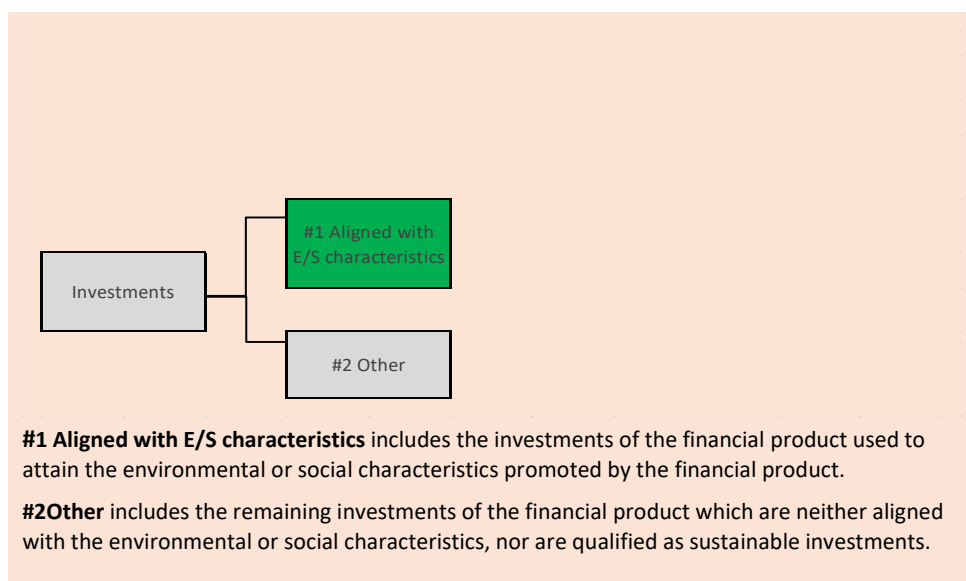 #1 Aligned with
E/S characteristics
Investments
#2 Other
#1 Aligned with E/S characteristics includes the investments of the financial product used to
attain the environmental or social characteristics promoted by the financial product.
#2Other includes the remaining investments of the financial product which are neither aligned
with the environmental or social characteristics, nor are qualified as sustainable investments.